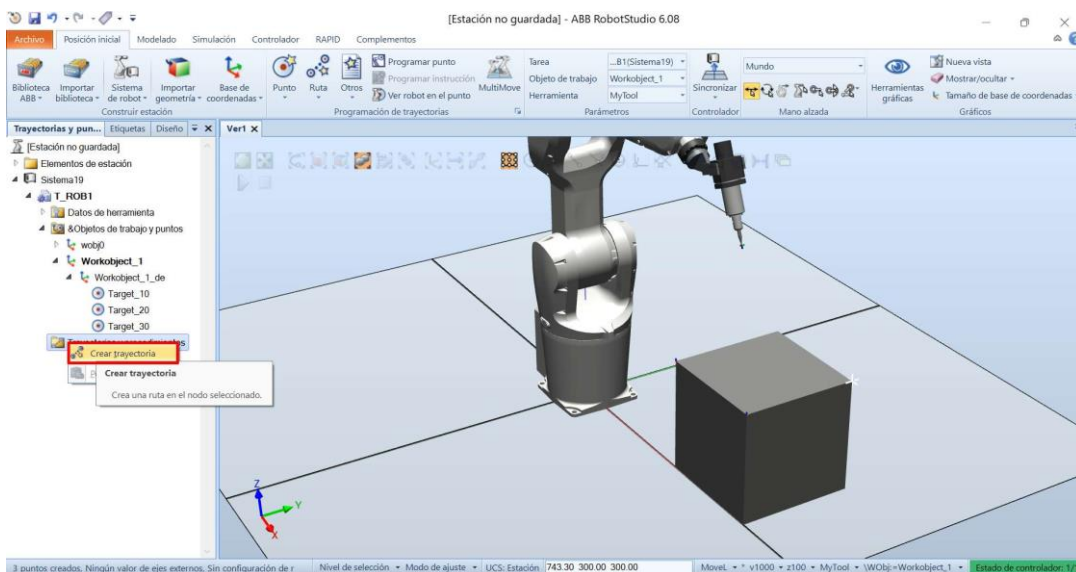 [Estación no guardada] - ABB RobotStudio 6.08
Archivo Posición inicial Modelado Simulación Controlador RAPID Complementos
Biblioteca ABB
Importar biblioteca
Sistema de robot
Importar geometría
Base de coordenadas
Construir estación
Punto
Ruta
Otros
Programar punto
Programar instrucción
Ver robot en el punto
MultiMove
Programación de trayectorias
Tarea ...B1(Sistema19)
Objeto de trabajo Workobject_1
Herramienta MyTool
Parámetros
Sincronizar
Controlador
Mundo
Mano alzada
Herramientas gráficas
Nueva vista
Mostrar/ocultar
Tamaño de base de coordenadas
Gráficos
Trayectorias y pun... Etiquetas Diseño
Ver1
[Estación no guardada]
Elementos de estación
Sistema19
T_ROB1
Datos de herramienta
&Objetos de trabajo y puntos
wobj0
Workobject_1
Workobject_1_de
Target_10
Target_20
Target_30
Crear trayectoria
Crear trayectoria
Crea una ruta en el nodo seleccionado.
Z
Y
X
3 puntos creados. Ningún valor de ejes externos. Sin configuración de r
Nivel de selección Modo de ajuste UCS: Estación 743.30 300.00 300.00 MoveL * v1000 z100 MyTool \WObj:=Workobject_1 Estado de controlador: 1/